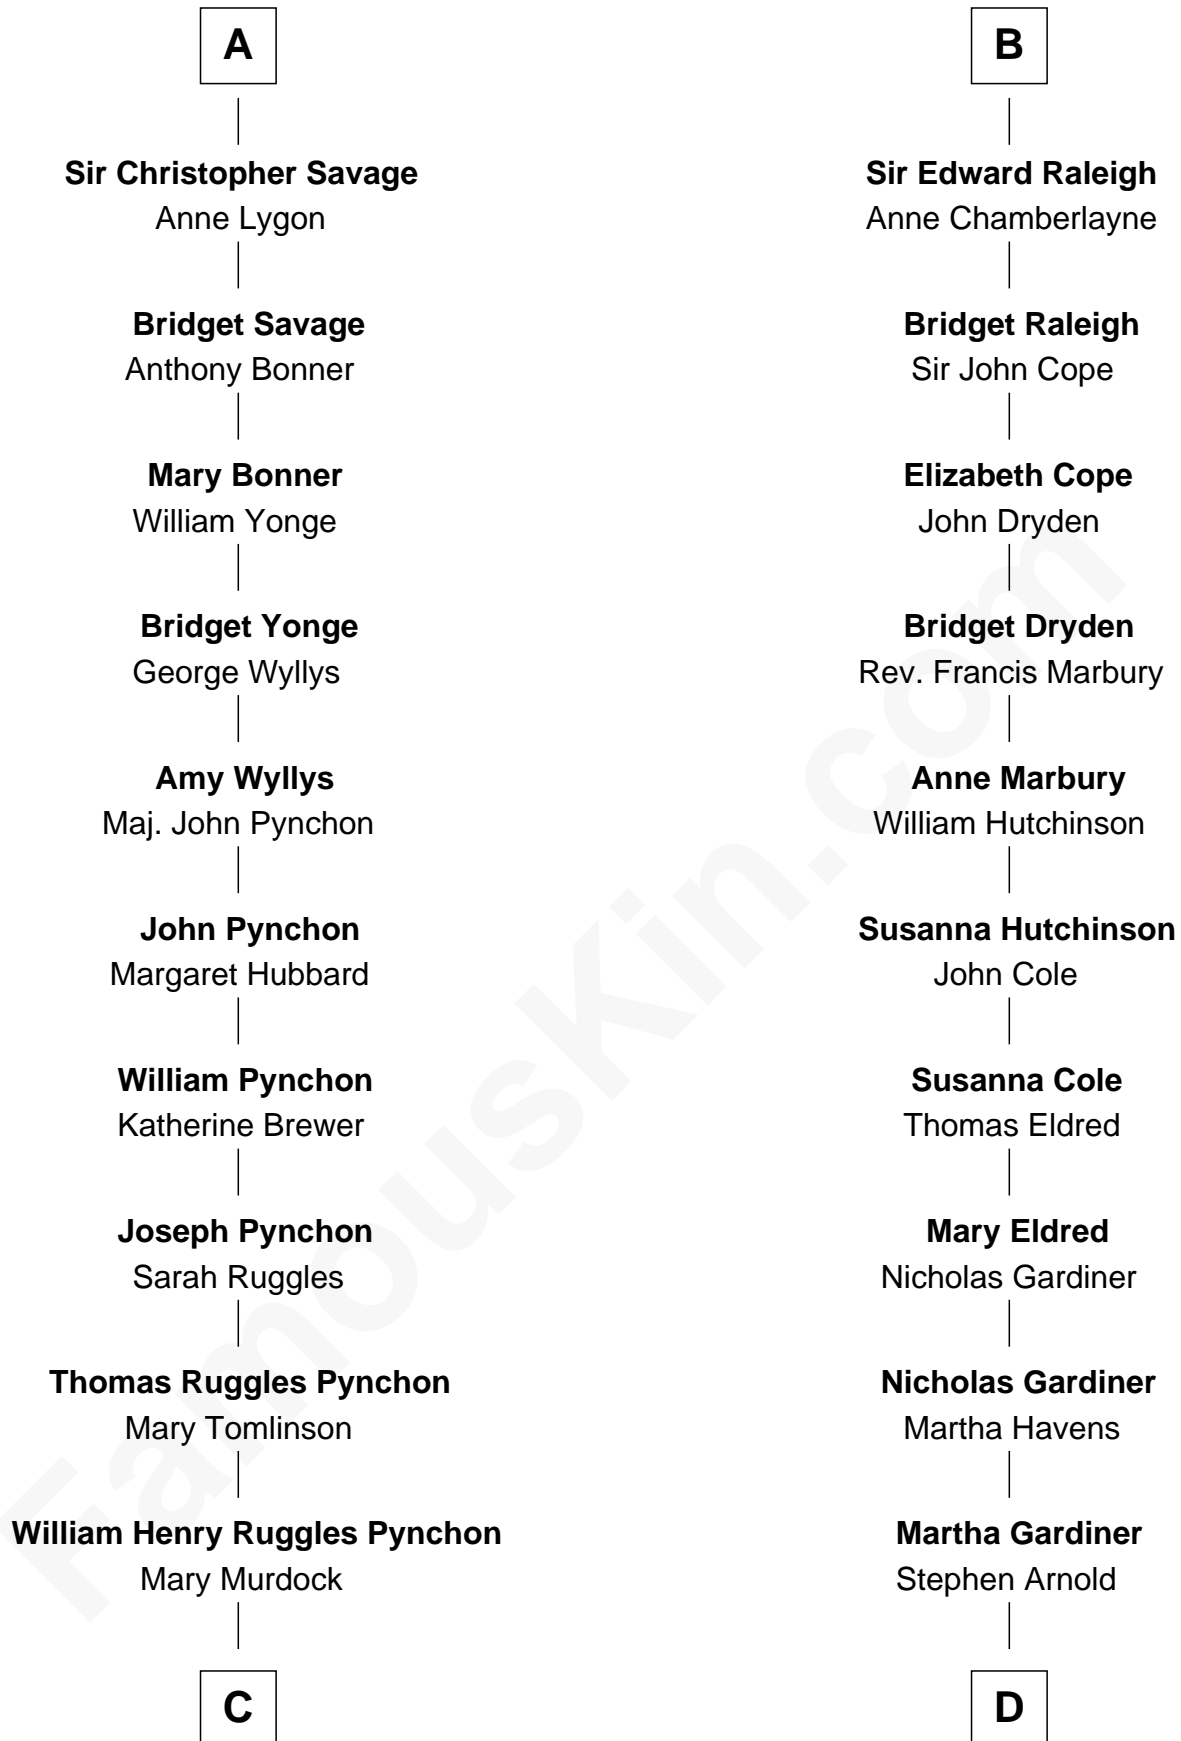 A
Sir Christopher Savage
Anne Lygon
Bridget Savage
Anthony Bonner
Mary Bonner
William Yonge
Bridget Yonge
George Wyllys
Amy Wyllys
Maj. John Pynchon
John Pynchon
Margaret Hubbard
William Pynchon
Katherine Brewer
Joseph Pynchon
Sarah Ruggles
Thomas Ruggles Pynchon
Mary Tomlinson
William Henry Ruggles Pynchon
Mary Murdock
C
B
Sir Edward Raleigh
Anne Chamberlayne
Bridget Raleigh
Sir John Cope
Elizabeth Cope
John Dryden
Bridget Dryden
Rev. Francis Marbury
Anne Marbury
William Hutchinson
Susanna Hutchinson
John Cole
Susanna Cole
Thomas Eldred
Mary Eldred
Nicholas Gardiner
Nicholas Gardiner
Martha Havens
Martha Gardiner
Stephen Arnold
D
FamousKin.com